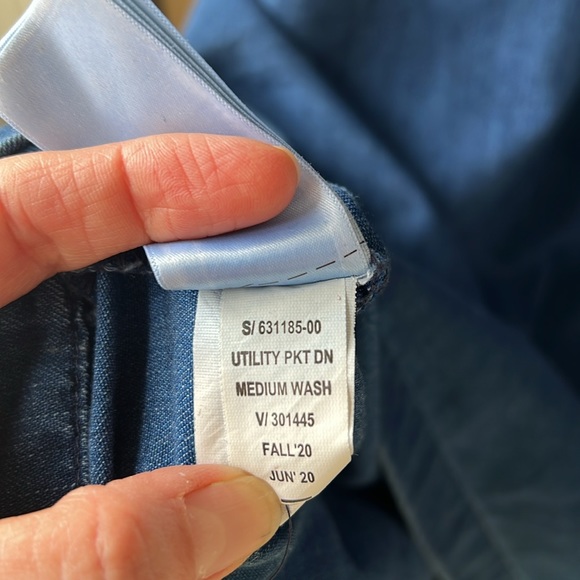 S/ 631185-00
UTILITY PKT DN
MEDIUM WASH
V/ 301445
FALL'20
JUN' 20